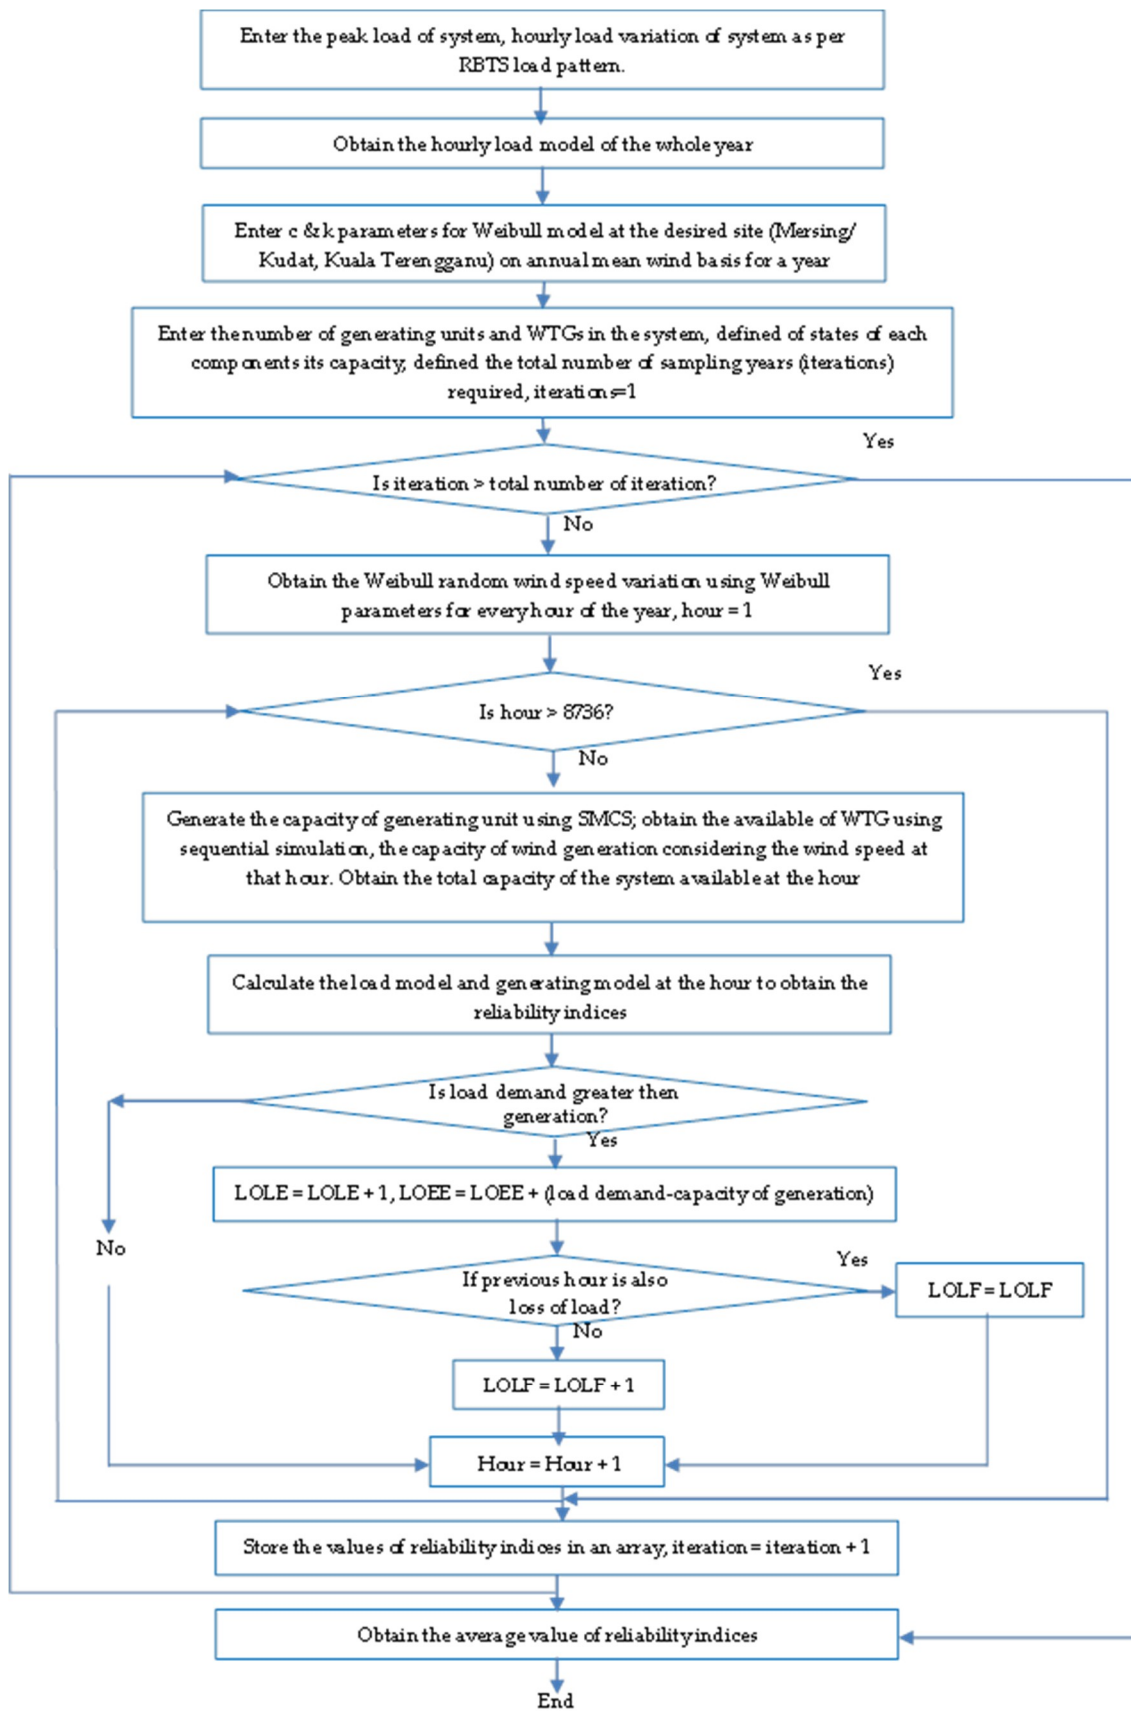 Enter the peak load of system, hourly load variation of system as per
RBTS load pattern.
Obtain the hourly load model of the whole year
Enter c & k parameters for Weibull model at the desired site (Mersing/
Kudat, Kuala Terengganu) on annual mean wind basis for a year
Enter the number of generating units and WTGs in the system, defined of states of each
components its capacity, defined the total number of sampling years (iterations)
required, iterations=1
Yes
Is iteration > total number of iteration?
No
Obtain the Weibull random wind speed variation using Weibull
parameters for every hour of the year, hour = 1
Yes
Is hour > 8736?
No
Generate the capacity of generating unit using SMCS; obtain the available of WTG using
sequential simulation, the capacity of wind generation considering the wind speed at
that hour. Obtain the total capacity of the system available at the hour
Calculate the load model and generating model at the hour to obtain the
reliability indices
Is load demand greater then
generation?
Yes
LOLE = LOLE + 1, LOEE = LOEE + (load demand-capacity of generation)
No
Yes
If previous hour is also
loss of load?
LOLF = LOLF
No
LOLF = LOLF + 1
Hour = Hour + 1
Store the values of reliability indices in an array, iteration = iteration + 1
Obtain the average value of reliability indices
End